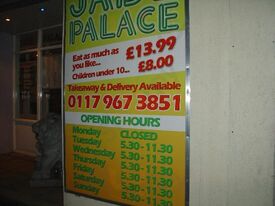 JADE
PALACE
Eat as much as
you like... £13.99
Children under 10... £8.00
Takeaway & Delivery Available
0117 967 3851
OPENING HOURS
Monday CLOSED
Tuesday 5.30-11.30
Wednesday 5.30-11.30
Thursday 5.30-11.30
Friday 5.30-11.30
Saturday 5.30-11.30
Sunday 5.30-11.30